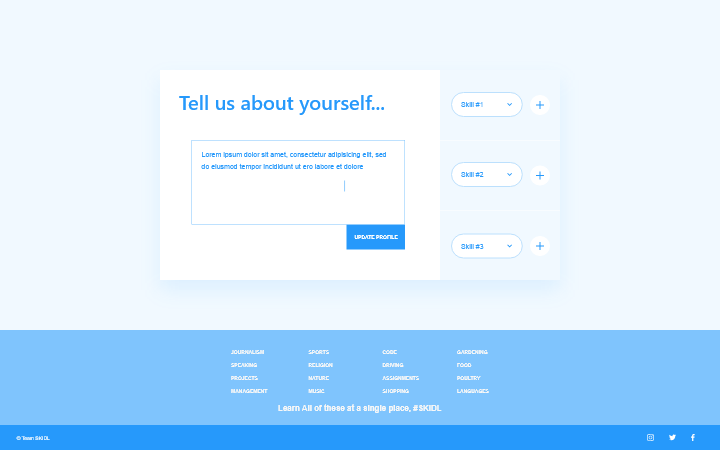 Tell us about yourself...
Lorem ipsum dolor sit amet, consectetur adipisicing elit, sed
do eiusmod tempor incididunt ut ero labore et dolore
UPDATE PROFILE
Skill #1
Skill #2
Skill #3
JOURNALISM SPORTS CODE GARDENING
SPEAKING RELIGION DRIVING FOOD
PROJECTS NATURE ASSIGNMENTS POULTRY
MANAGEMENT MUSIC SHOPPING LANGUAGES
Learn All of these at a single place, #SKIDL
© Team SKIDL